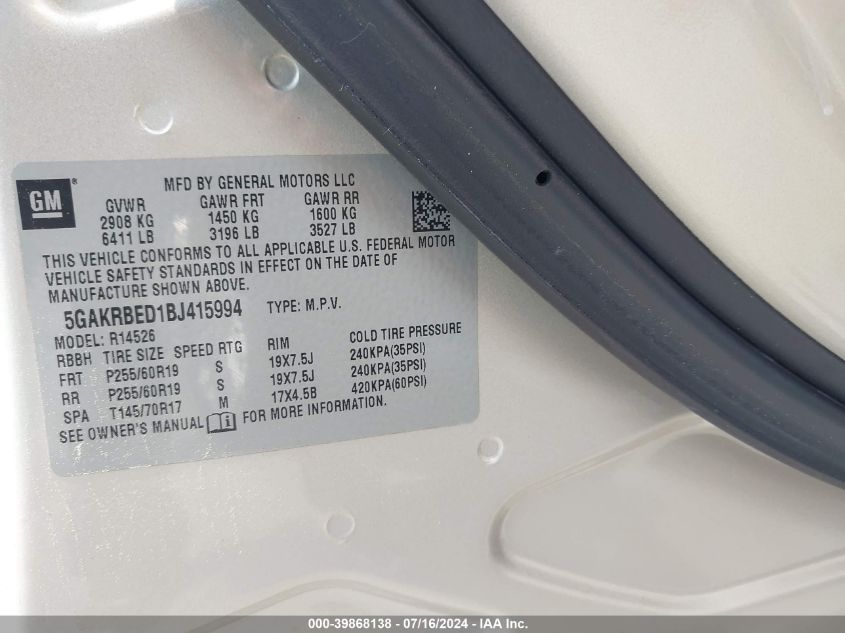 MFD BY GENERAL MOTORS LLC
GM®
GVWR GAWR FRT GAWR RR
2908 KG 1450 KG 1600 KG
6411 LB 3196 LB 3527 LB
THIS VEHICLE CONFORMS TO ALL APPLICABLE U.S. FEDERAL MOTOR
VEHICLE SAFETY STANDARDS IN EFFECT ON THE DATE OF
MANUFACTURE SHOWN ABOVE.
5GAKRBED1BJ415994 TYPE: M.P.V.
MODEL: R14526
RBBH TIRE SIZE SPEED RTG RIM COLD TIRE PRESSURE
FRT P255/60R19 S 19X7.5J 240KPA(35PSI)
RR P255/60R19 S 19X7.5J 240KPA(35PSI)
SPA T145/70R17 M 17X4.5B 420KPA(60PSI)
SEE OWNER'S MANUAL i FOR MORE INFORMATION.
000-39868138 - 07/16/2024 - IAA Inc.